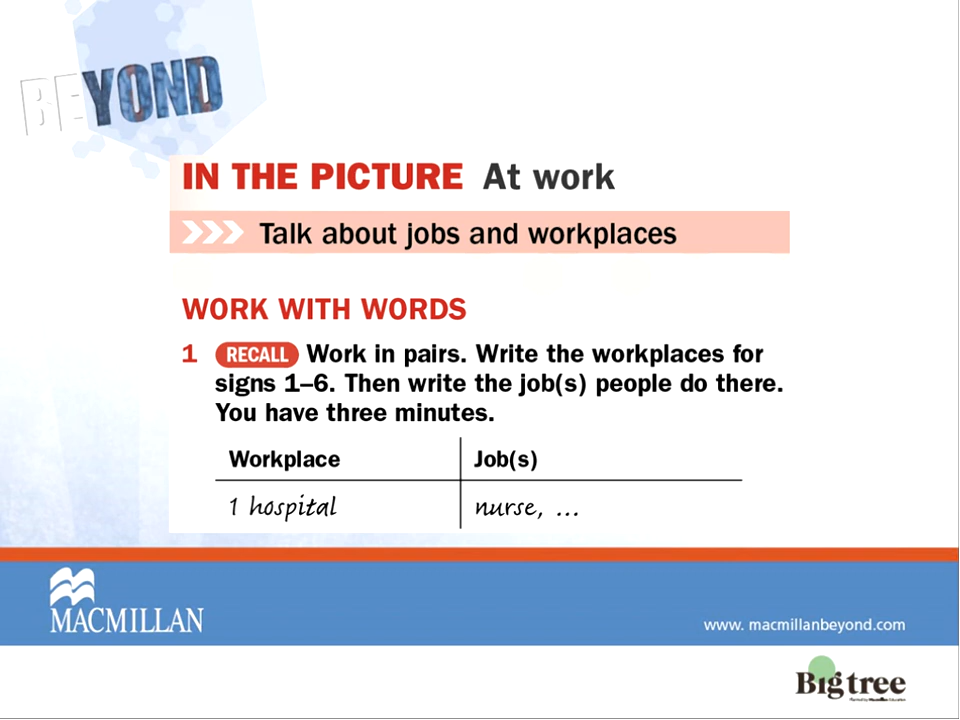 BEYOND
IN THE PICTURE At work
Talk about jobs and workplaces
WORK WITH WORDS
1 RECALL Work in pairs. Write the workplaces for
signs 1–6. Then write the job(s) people do there.
You have three minutes.
Workplace Job(s)
1 hospital nurse, ...
MACMILLAN
www. macmillanbeyond.com
Bigtree